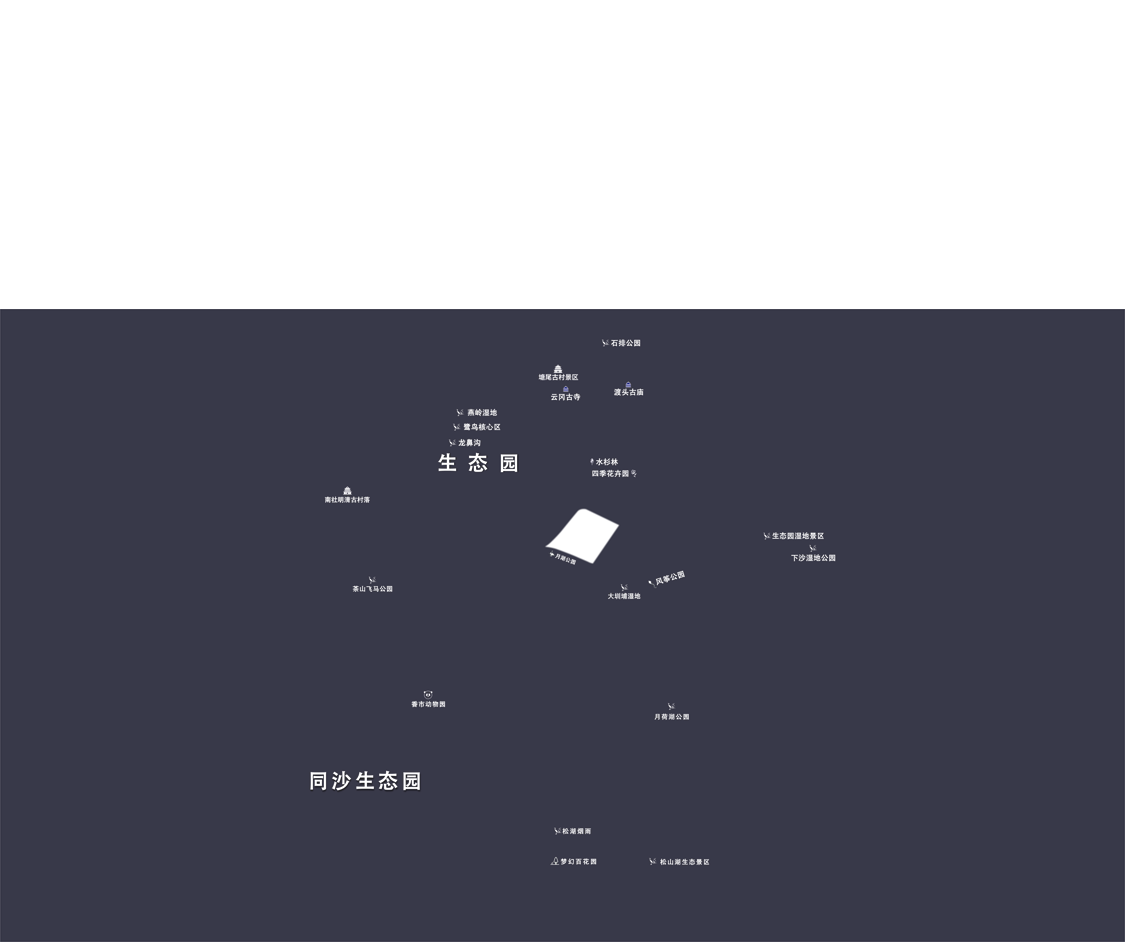 石排公园
塘尾古村景区
云冈古寺
渡头古庙
燕岭湿地
鹭鸟核心区
龙鼻沟
生态园
水杉林
四季花卉园
南社明清古村落
月湖公园
生态园湿地景区
下沙湿地公园
风筝公园
大圳埔湿地
茶山飞马公园
香市动物园
月荷湖公园
同沙生态园
松湖烟雨
梦幻百花园
松山湖生态景区